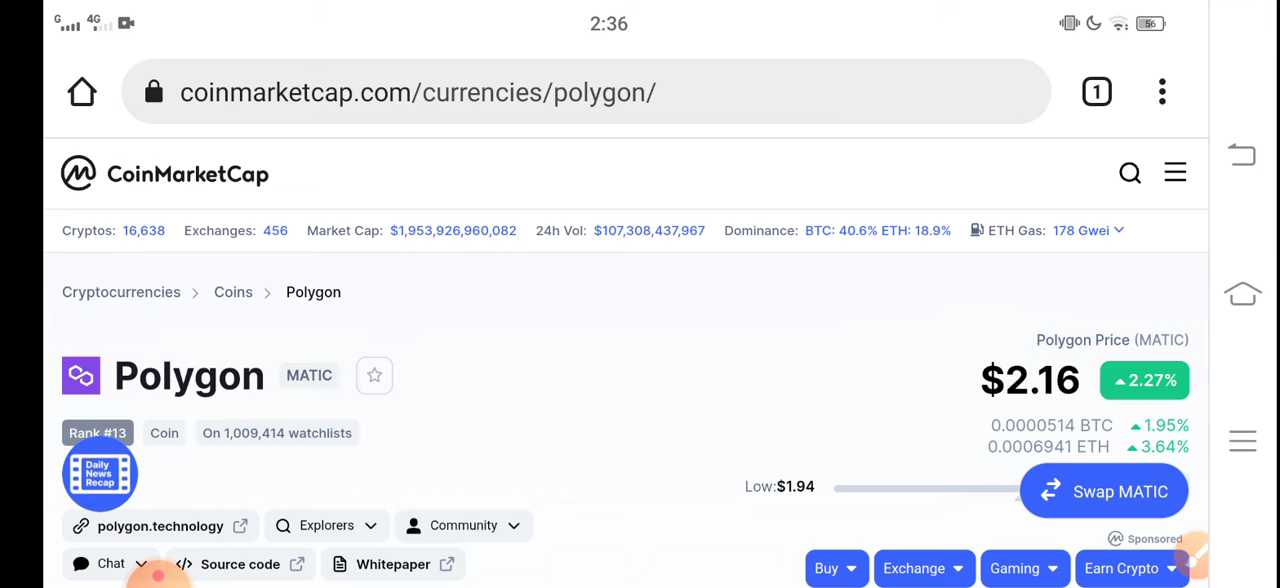 G 4G 2:36 56
coinmarketcap.com/currencies/polygon/ 1
CoinMarketCap
Cryptos: 16,638 Exchanges: 456 Market Cap: $1,953,926,960,082 24h Vol: $107,308,437,967 Dominance: BTC: 40.6% ETH: 18.9% ETH Gas: 178 Gwei
Cryptocurrencies > Coins > Polygon
Polygon Price (MATIC)
Polygon MATIC $2.16 2.27%
0.0000514 BTC 1.95%
Rank #13 Coin On 1,009,414 watchlists
0.0006941 ETH 3.64%
Daily
News
Recap
Low:$1.94 Swap MATIC
polygon.technology Explorers Community
Sponsored
Chat Source code Whitepaper
Buy Exchange Gaming Earn Crypto